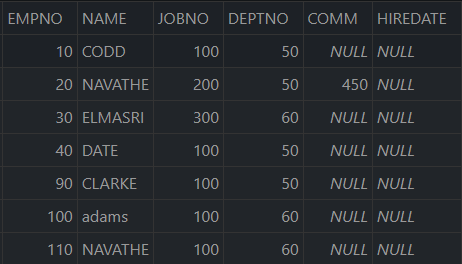 EMPNO NAME JOBNO DEPTNO COMM HIREDATE
10 CODD 100 50 NULL NULL
20 NAVATHE 200 50 450 NULL
30 ELMASRI 300 60 NULL NULL
40 DATE 100 50 NULL NULL
90 CLARKE 100 50 NULL NULL
100 adams 100 60 NULL NULL
110 NAVATHE 100 60 NULL NULL